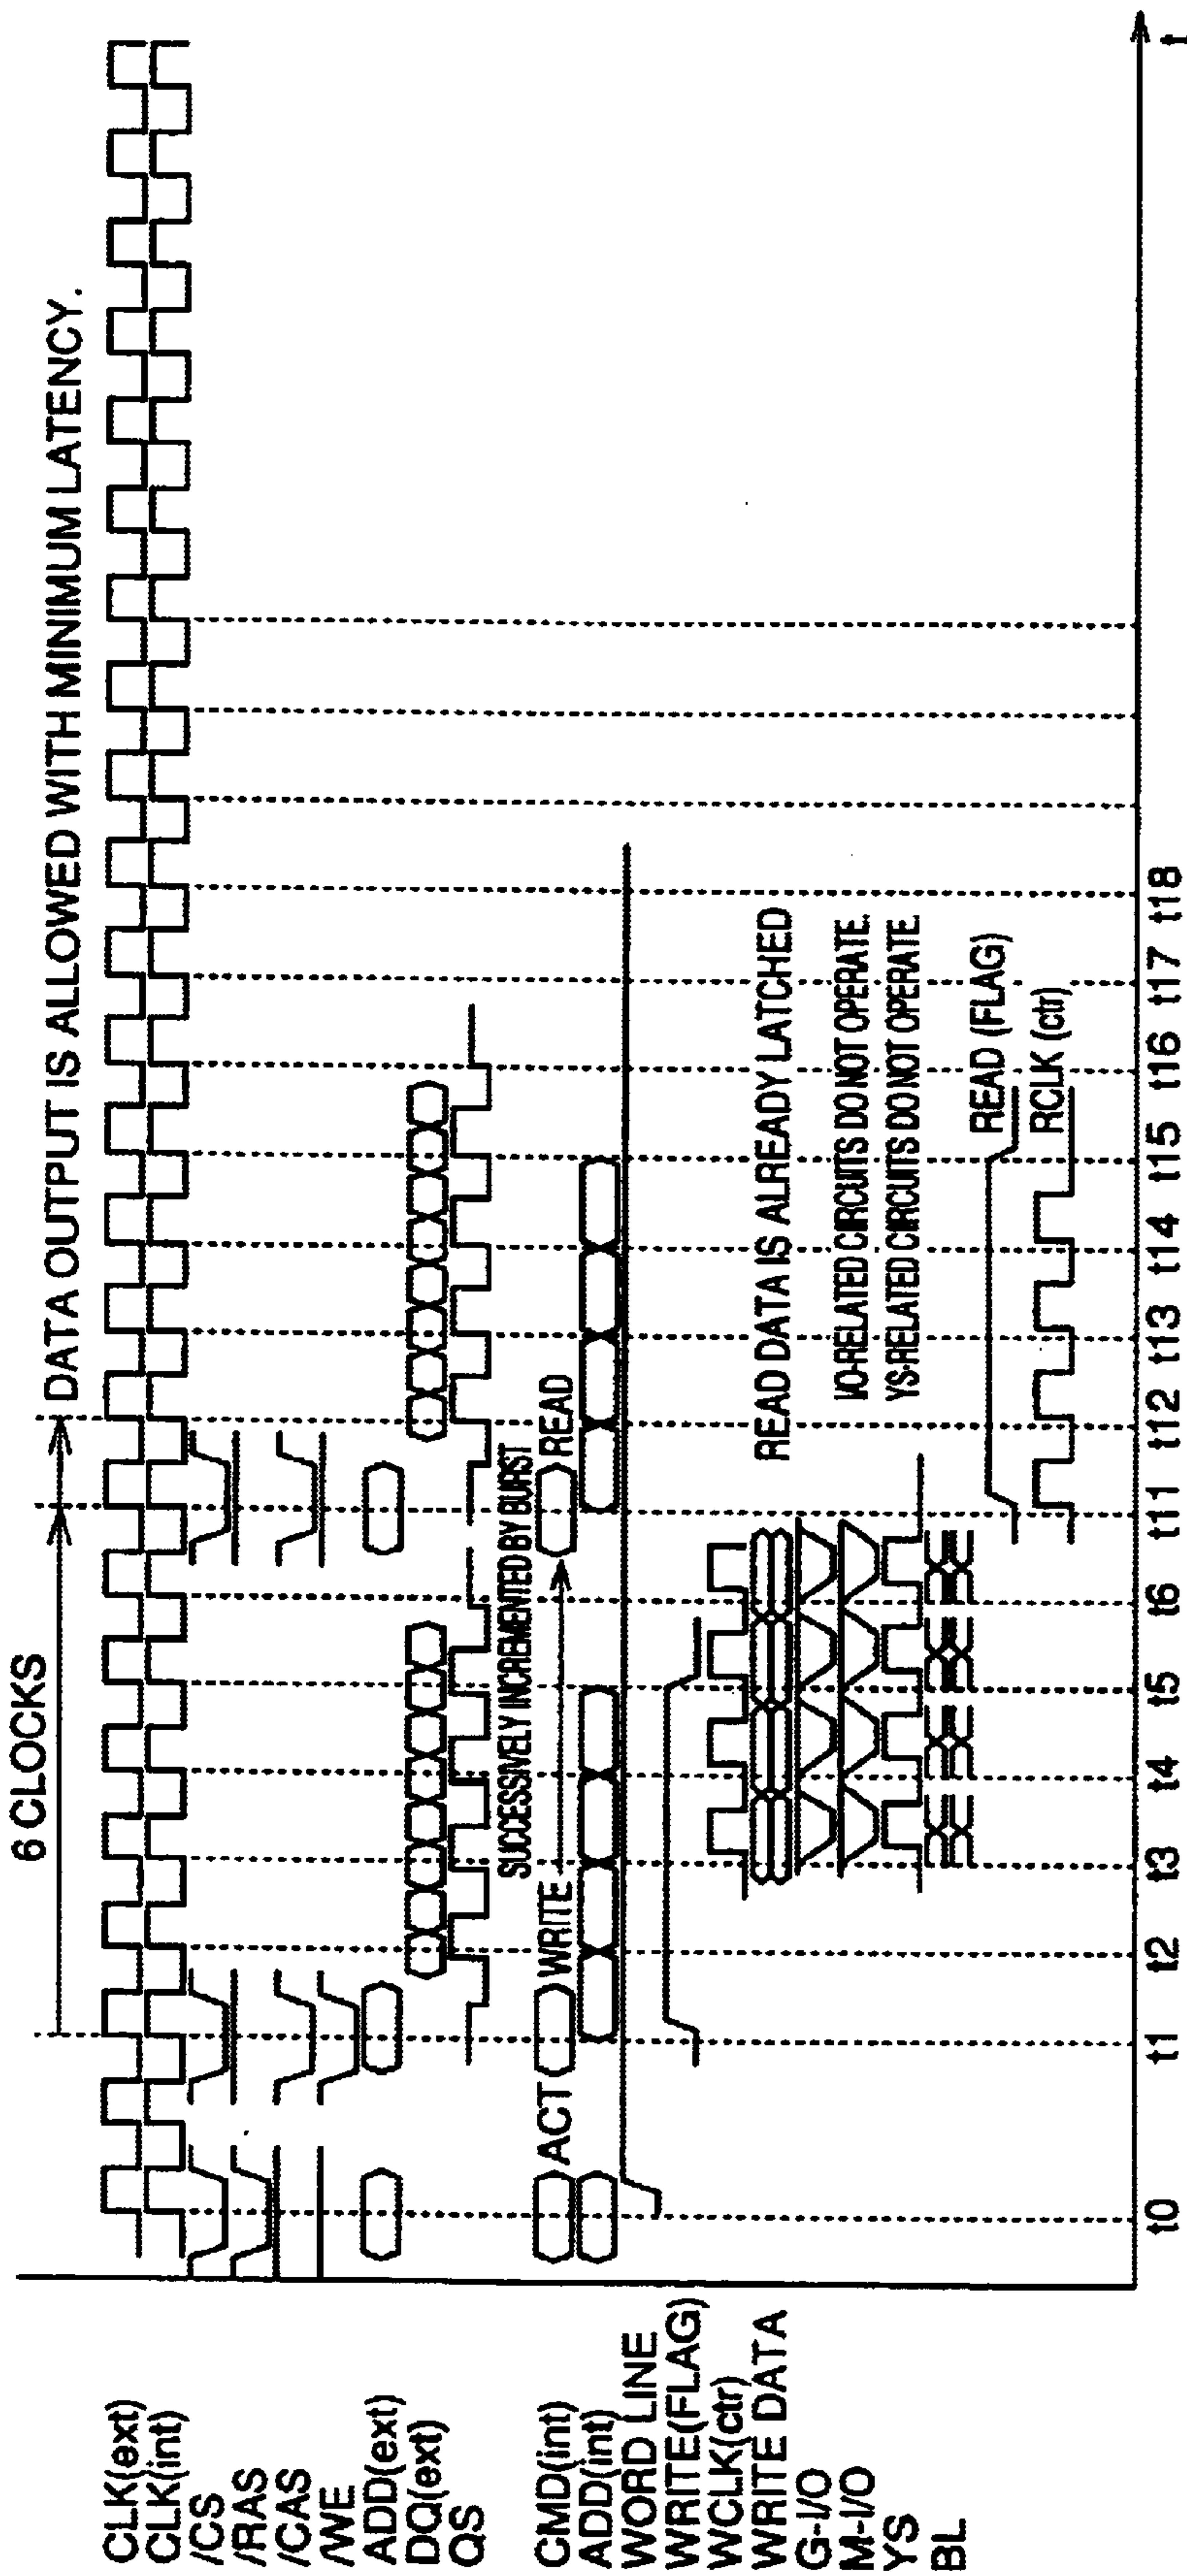 6 CLOCKS
DATA OUTPUT IS ALLOWED WITH MINIMUM LATENCY.
CLK(ext)
CLK(int)
/CS
/RAS
/CAS
/WE
ADD(ext)
DQ(ext)
QS
SUCCESSIVELY INCREMENTED BY BURST
CMD(int)
ACT
WRITE
READ
ADD(int)
WORD LINE
WRITE(FLAG)
WCLK(ctr)
WRITE DATA
READ DATA IS ALREADY LATCHED
G-I/O
M-I/O
I/O-RELATED CIRCUITS DO NOT OPERATE.
YS
YS-RELATED CIRCUITS DO NOT OPERATE.
BL
READ (FLAG)
RCLK (ctr)
t0 t1 t2 t3 t4 t5 t6 t11 t12 t13 t14 t15 t16 t17 t18 t